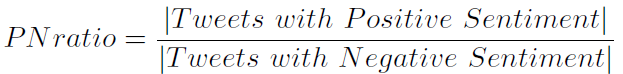 PNratio = |Tweets with Positive Sentiment|
|Tweets with Negative Sentiment|